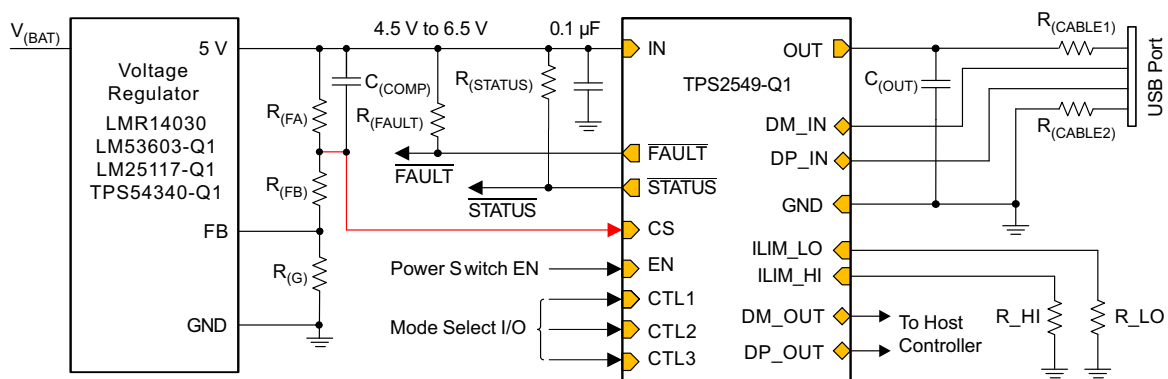 V(BAT)
5 V
Voltage
Regulator
LMR14030
LM53603-Q1
LM25117-Q1
TPS54340-Q1
FB
GND
4.5 V to 6.5 V
0.1 µF
R(FA)
C(COMP)
R(FAULT)
R(STATUS)
R(FB)
R(G)
FAULT
STATUS
Power Switch EN
Mode Select I/O
IN
FAULT
STATUS
CS
EN
CTL1
CTL2
CTL3
TPS2549-Q1
OUT
DM_IN
DP_IN
GND
ILIM_LO
ILIM_HI
DM_OUT
DP_OUT
C(OUT)
R(CABLE1)
R(CABLE2)
USB Port
R_HI
R_LO
To Host
Controller